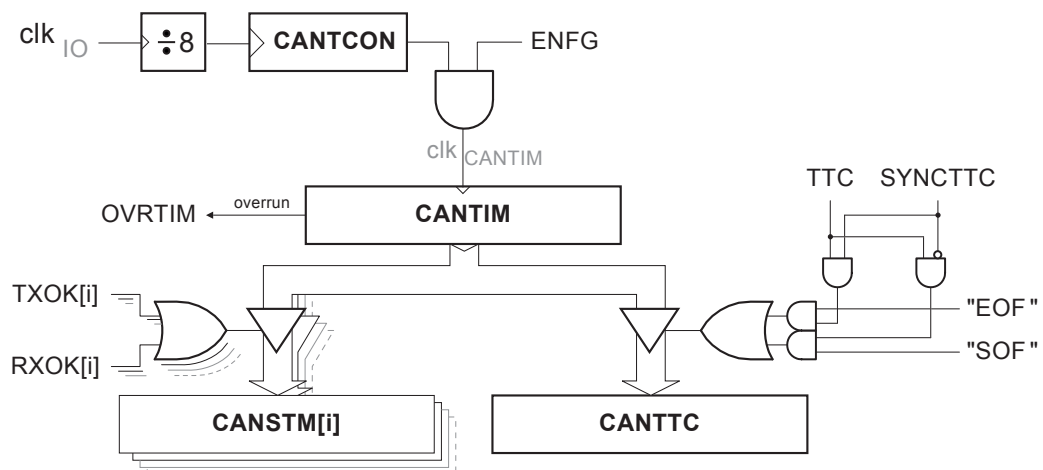 clk IO ÷8 CANTCON ENFG
clk CANTIM
TTC SYNCTTC
OVRTIM overrun CANTIM
TXOK[i] "EOF"
RXOK[i] "SOF"
CANSTM[i] CANTTC